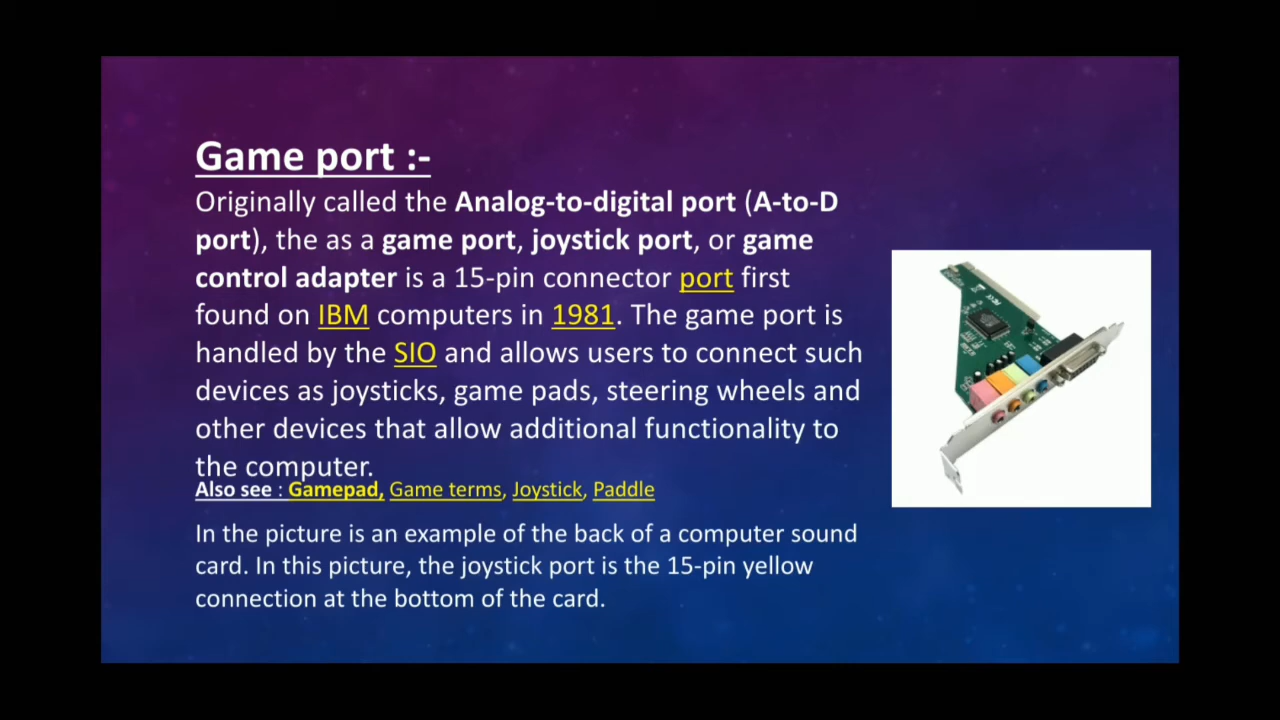 Game port :-
Originally called the Analog-to-digital port (A-to-D
port), the as a game port, joystick port, or game
control adapter is a 15-pin connector port first
found on IBM computers in 1981. The game port is
handled by the SIO and allows users to connect such
devices as joysticks, game pads, steering wheels and
other devices that allow additional functionality to
the computer.
Also see : Gamepad, Game terms, Joystick, Paddle
In the picture is an example of the back of a computer sound
card. In this picture, the joystick port is the 15-pin yellow
connection at the bottom of the card.